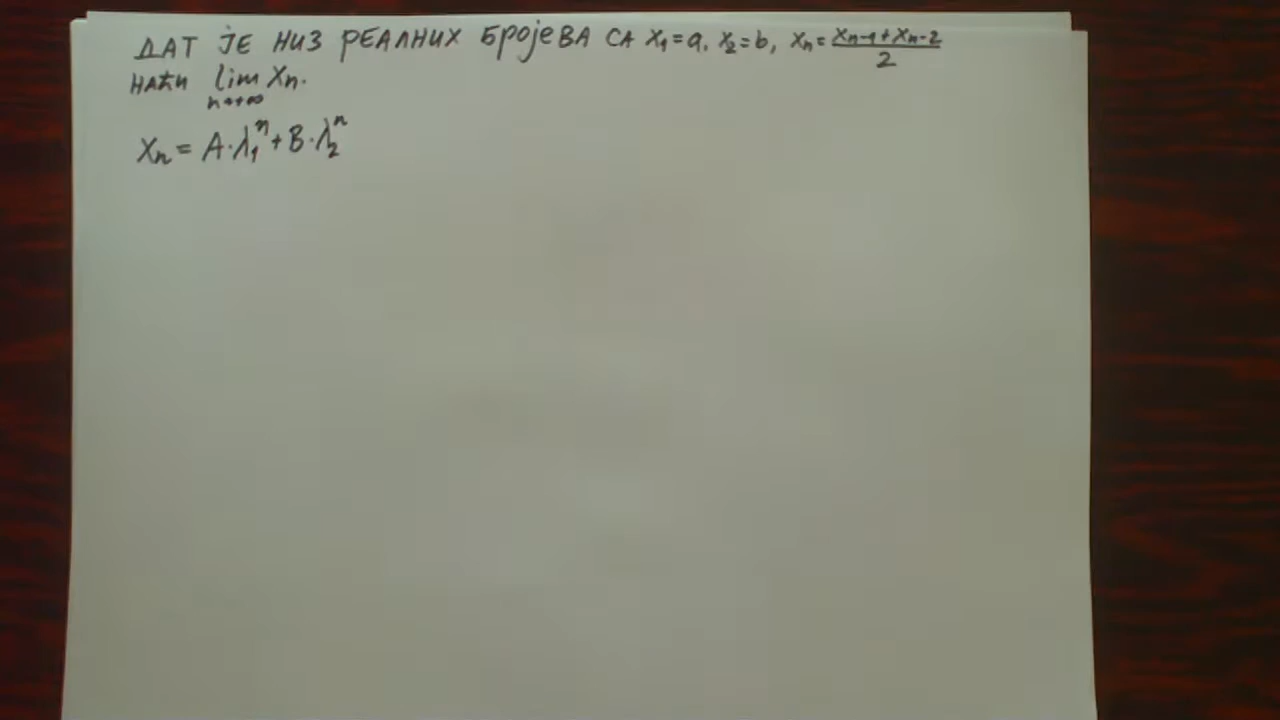 ДАТ ЈЕ НИЗ РЕАЛНИХ БРОЈЕВА СА x₁=a, x₂=b, xₙ=(xₙ₋₁+xₙ₋₂)/2
НАЋИ lim xₙ.
n→+∞
xₙ = A·λ₁ⁿ + B·λ₂ⁿ